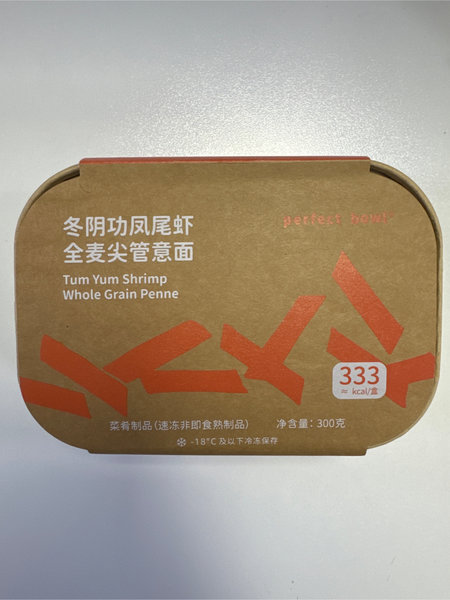 冬阴功凤尾虾
全麦尖管意面
Tum Yum Shrimp
Whole Grain Penne
perfect bowl
333
≈ kcal/盒
菜肴制品(速冻非即食熟制品)
净含量:300克
-18°C 及以下冷冻保存